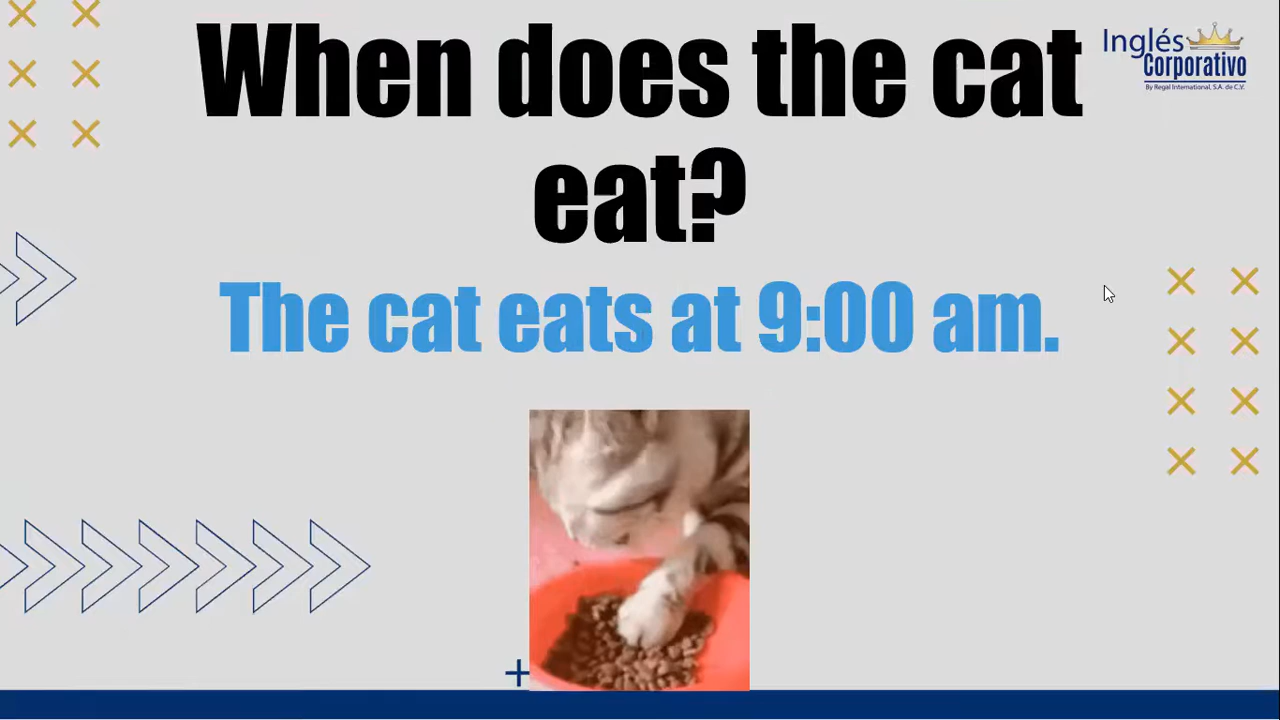 When does the cat
eat?
The cat eats at 9:00 am.
Inglés
Corporativo
By Regal International, S.A. de C.V.